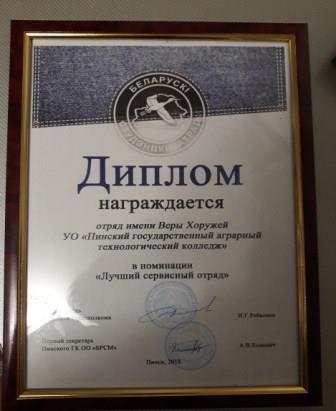 БЕЛАРУСКІ
Диплом
награждается
отряд имени Веры Хоружей
УО «Пинский государственный аграрный
технологический колледж»
в номинации
«Лучший сервисный отряд»
Первый секретарь
Пинского ГК ОО «БРСМ»
Пинск, 2018